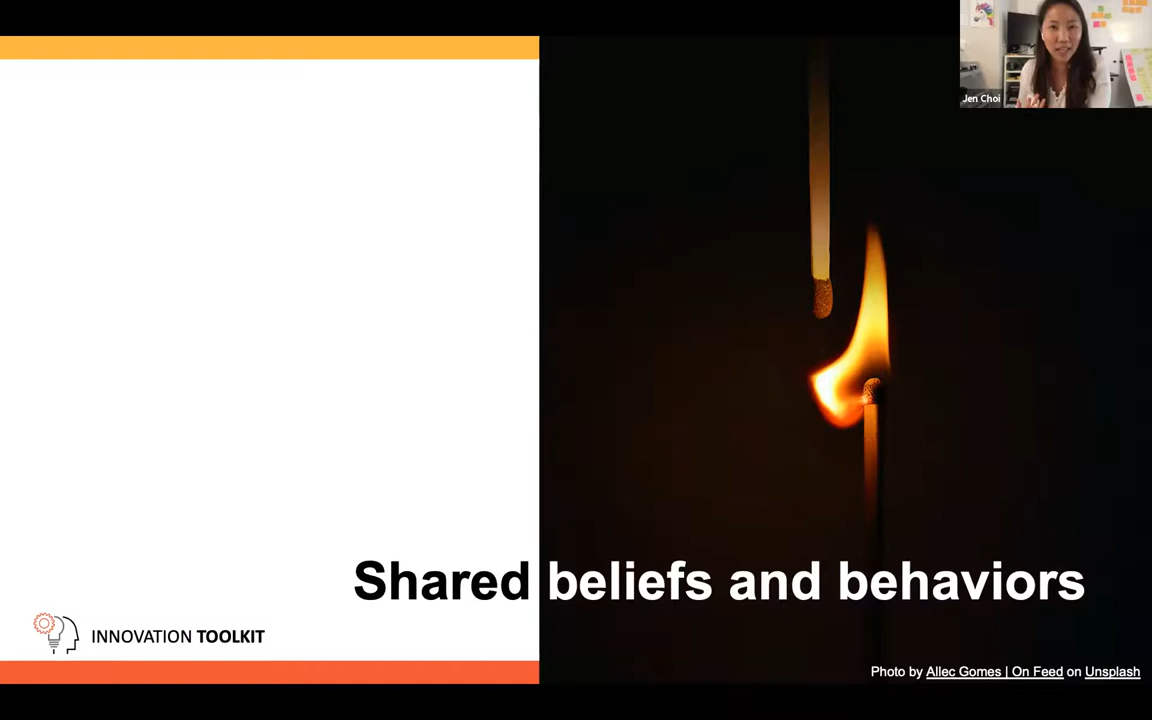 Jen Choi
Shared beliefs and behaviors
INNOVATION TOOLKIT
Photo by Allec Gomes | On Feed on Unsplash